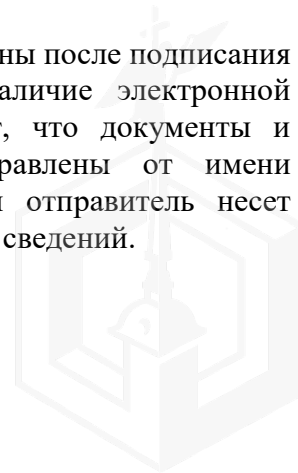 ны после подписания
аличие электронной
, что документы и
равлены от имени
отправитель несет
сведений.